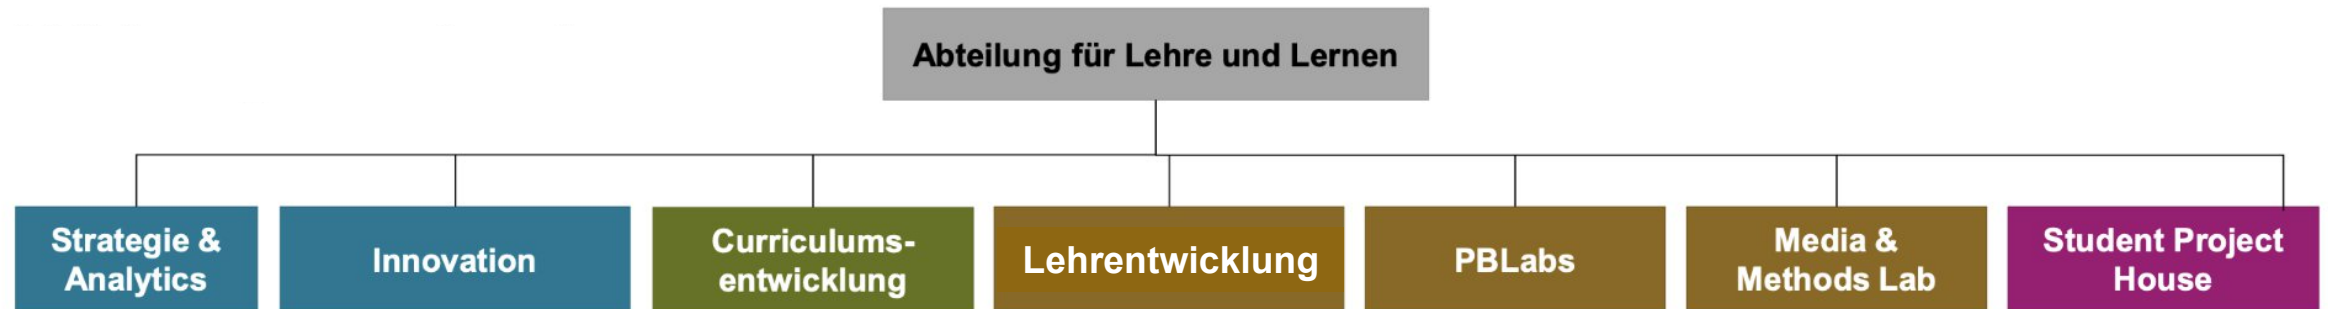 Abteilung für Lehre und Lernen
Strategie &
Analytics
Innovation
Curriculums-
entwicklung
Lehrentwicklung
PBLabs
Media &
Methods Lab
Student Project
House